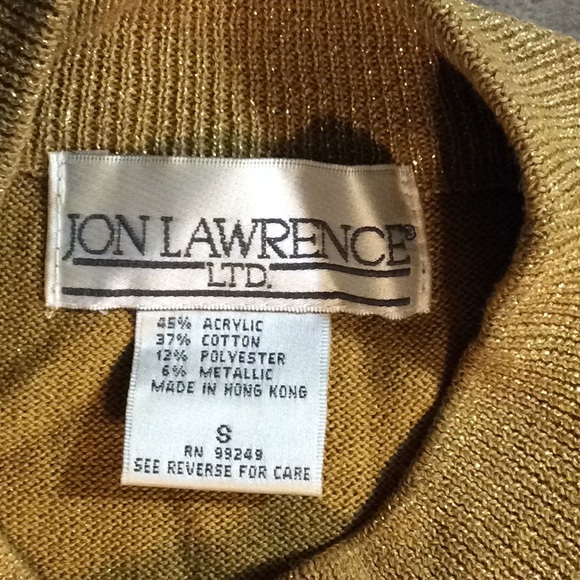 JON LAWRENCE®
LTD.
45% ACRYLIC
37% COTTON
12% POLYESTER
6% METALLIC
MADE IN HONG KONG
S
RN 99249
SEE REVERSE FOR CARE